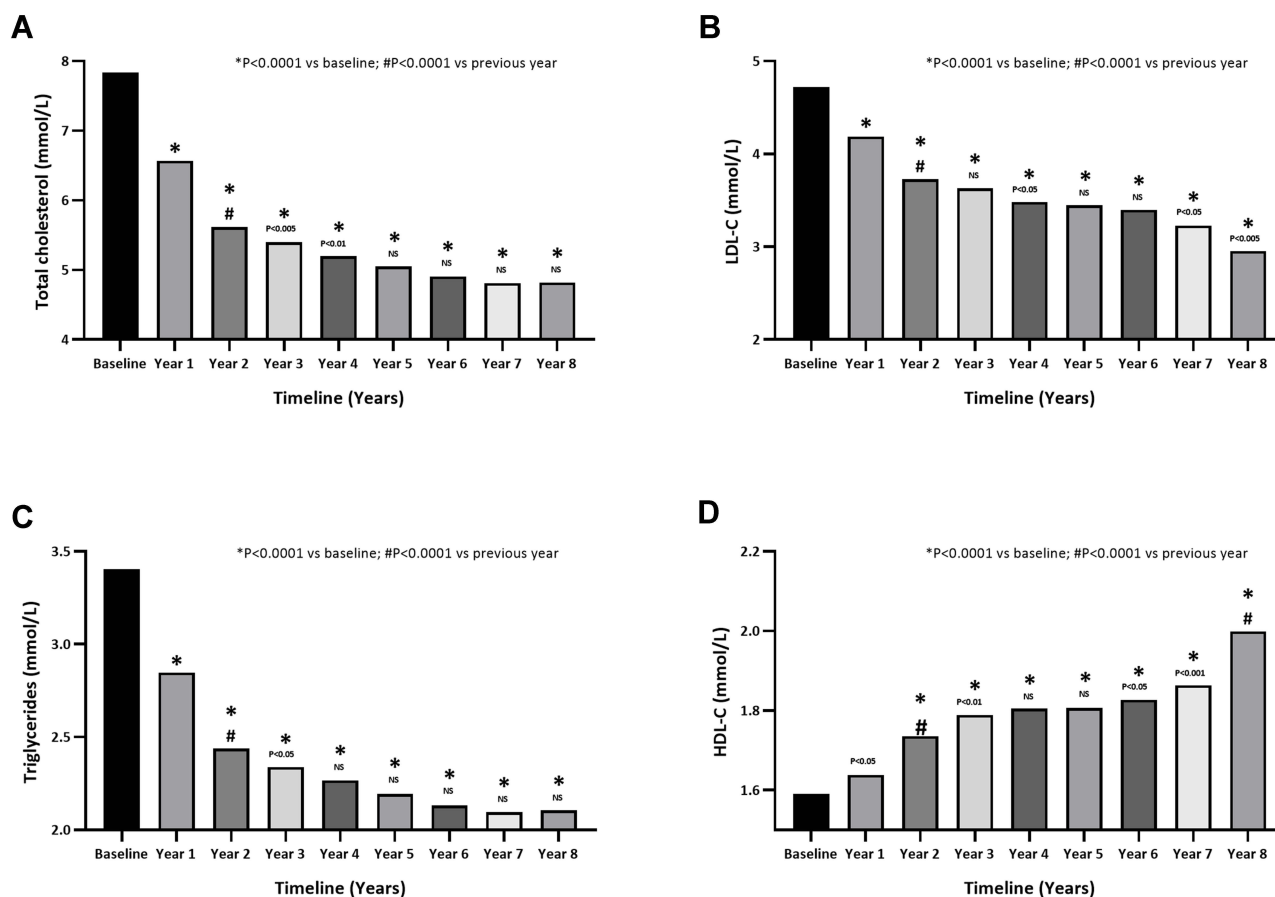 A
*P<0.0001 vs baseline; #P<0.0001 vs previous year
Total cholesterol (mmol/L)
8
7
6
5
4
*
*
#
*
P<0.005
*
P<0.01
*
NS
*
NS
*
NS
*
NS
Baseline Year 1 Year 2 Year 3 Year 4 Year 5 Year 6 Year 7 Year 8
Timeline (Years)
B
*P<0.0001 vs baseline; #P<0.0001 vs previous year
LDL-C (mmol/L)
5
4
3
2
*
*
#
*
NS
*
P<0.05
*
NS
*
NS
*
P<0.05
*
P<0.005
Baseline Year 1 Year 2 Year 3 Year 4 Year 5 Year 6 Year 7 Year 8
Timeline (Years)
C
*P<0.0001 vs baseline; #P<0.0001 vs previous year
Triglycerides (mmol/L)
3.5
3.0
2.5
2.0
*
*
#
*
P<0.05
*
NS
*
NS
*
NS
*
NS
*
NS
Baseline Year 1 Year 2 Year 3 Year 4 Year 5 Year 6 Year 7 Year 8
Timeline (Years)
D
*P<0.0001 vs baseline; #P<0.0001 vs previous year
HDL-C (mmol/L)
2.2
2.0
1.8
1.6
P<0.05
*
#
*
P<0.01
*
NS
*
NS
*
P<0.05
*
P<0.001
*
#
Baseline Year 1 Year 2 Year 3 Year 4 Year 5 Year 6 Year 7 Year 8
Timeline (Years)